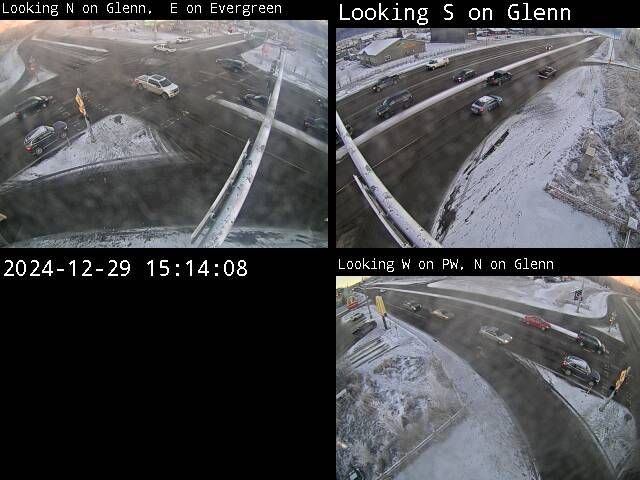 Looking N on Glenn,  E on Evergreen
Looking S on Glenn
2024-12-29 15:14:08
Looking W on PW, N on Glenn